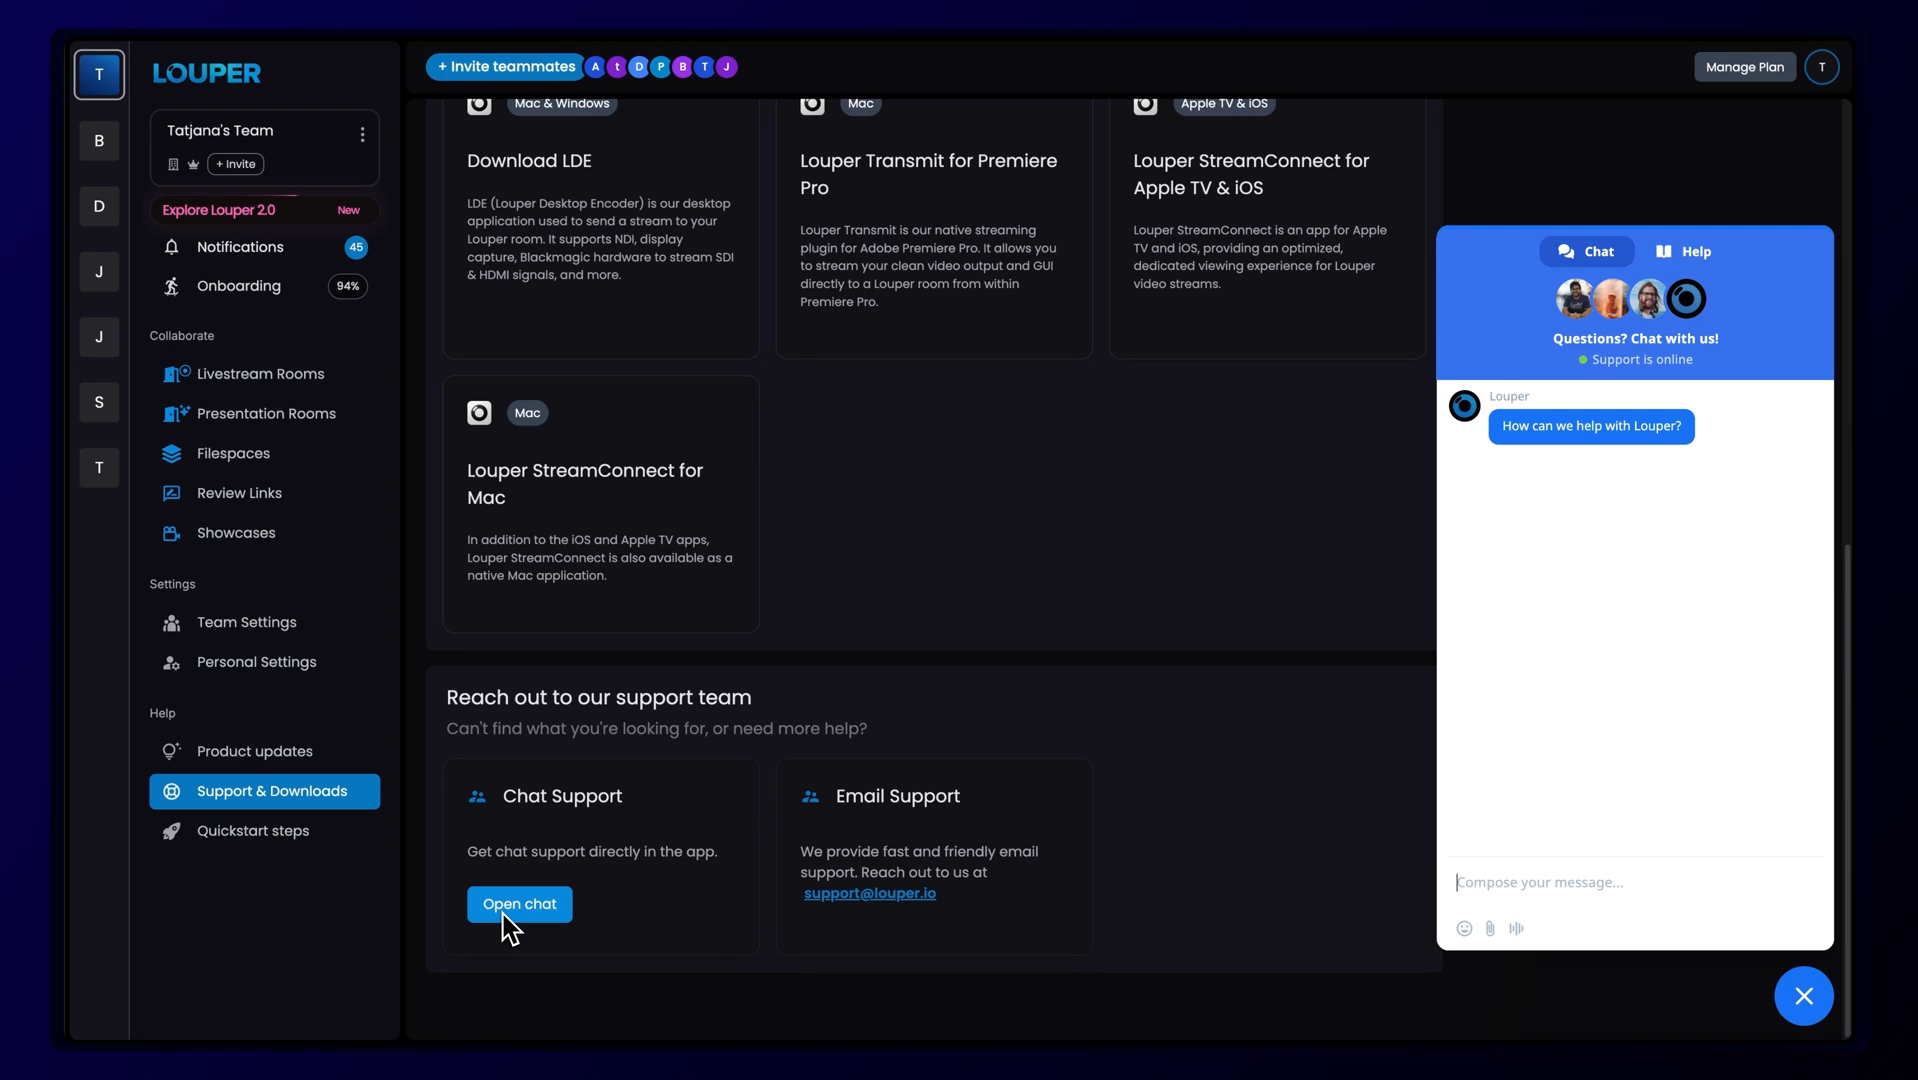 T
B
D
J
J
S
T
LOUPER
Tatjana's Team
+ Invite
Explore Louper 2.0 New
Notifications 45
Onboarding 94%
Collaborate
Livestream Rooms
Presentation Rooms
Filespaces
Review Links
Showcases
Settings
Team Settings
Personal Settings
Help
Product updates
Support & Downloads
Quickstart steps
+ Invite teammates A t D P B T J
Manage Plan T
Mac & Windows
Download LDE
LDE (Louper Desktop Encoder) is our desktop
application used to send a stream to your
Louper room. It supports NDI, display
capture, Blackmagic hardware to stream SDI
& HDMI signals, and more.
Mac
Louper Transmit for Premiere
Pro
Louper Transmit is our native streaming
plugin for Adobe Premiere Pro. It allows you
to stream your clean video output and GUI
directly to a Louper room from within
Premiere Pro.
Apple TV & iOS
Louper StreamConnect for
Apple TV & iOS
Louper StreamConnect is an app for Apple
TV and iOS, providing an optimized,
dedicated viewing experience for Louper
video streams.
Mac
Louper StreamConnect for
Mac
In addition to the iOS and Apple TV apps,
Louper StreamConnect is also available as a
native Mac application.
Reach out to our support team
Can't find what you're looking for, or need more help?
Chat Support
Get chat support directly in the app.
Open chat
Email Support
We provide fast and friendly email
support. Reach out to us at
support@louper.io
Chat Help
Questions? Chat with us!
Support is online
Louper
How can we help with Louper?
Compose your message...